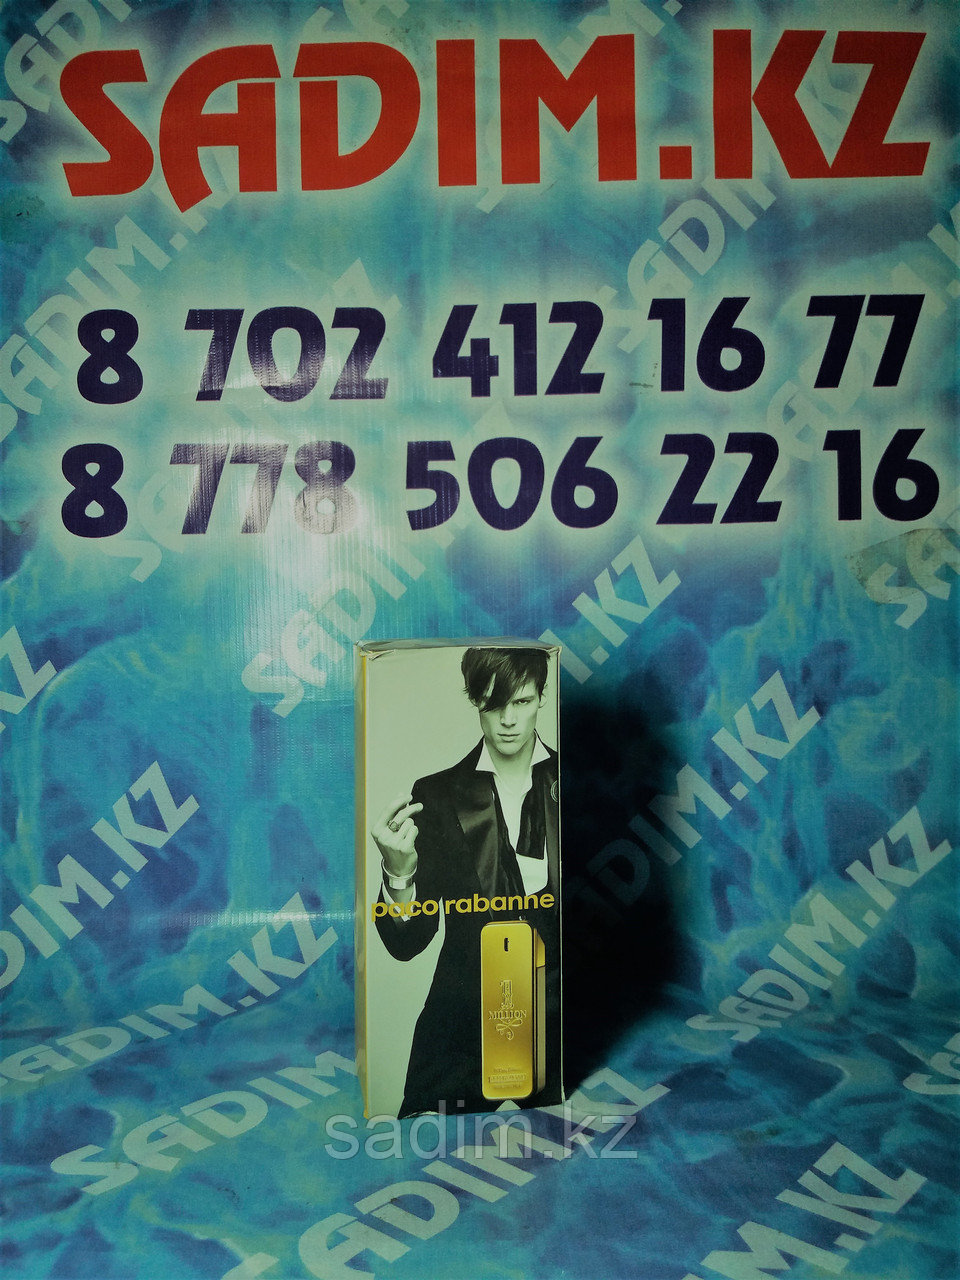 SADIM.KZ
8 702 412 16 77
8 778 506 22 16
paco rabanne
1
MILLION
sadim.kz